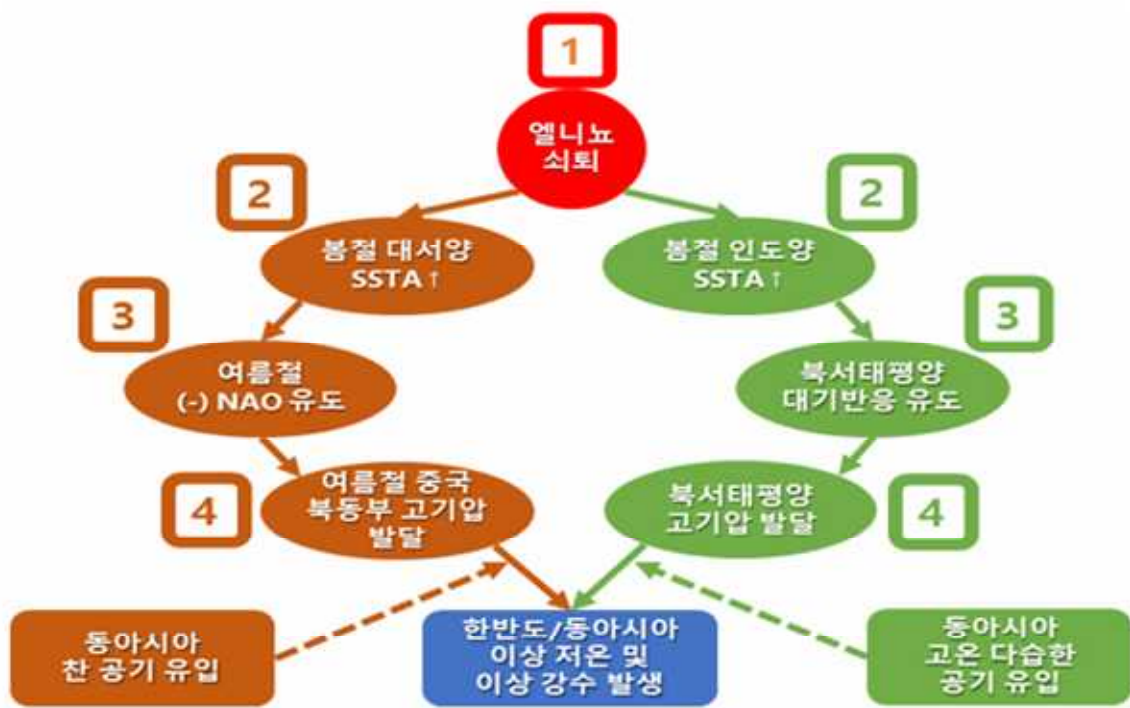 1
엘니뇨
쇠퇴
2
2
봄철 대서양
SSTA↑
봄철 인도양
SSTA↑
3
3
여름철
(-) NAO 유도
북서태평양
대기반응 유도
4
여름철 중국
북동부 고기압
발달
북서태평양
고기압 발달
4
동아시아
찬 공기 유입
한반도/동아시아
이상 저온 및
이상 강수 발생
동아시아
고온 다습한
공기 유입